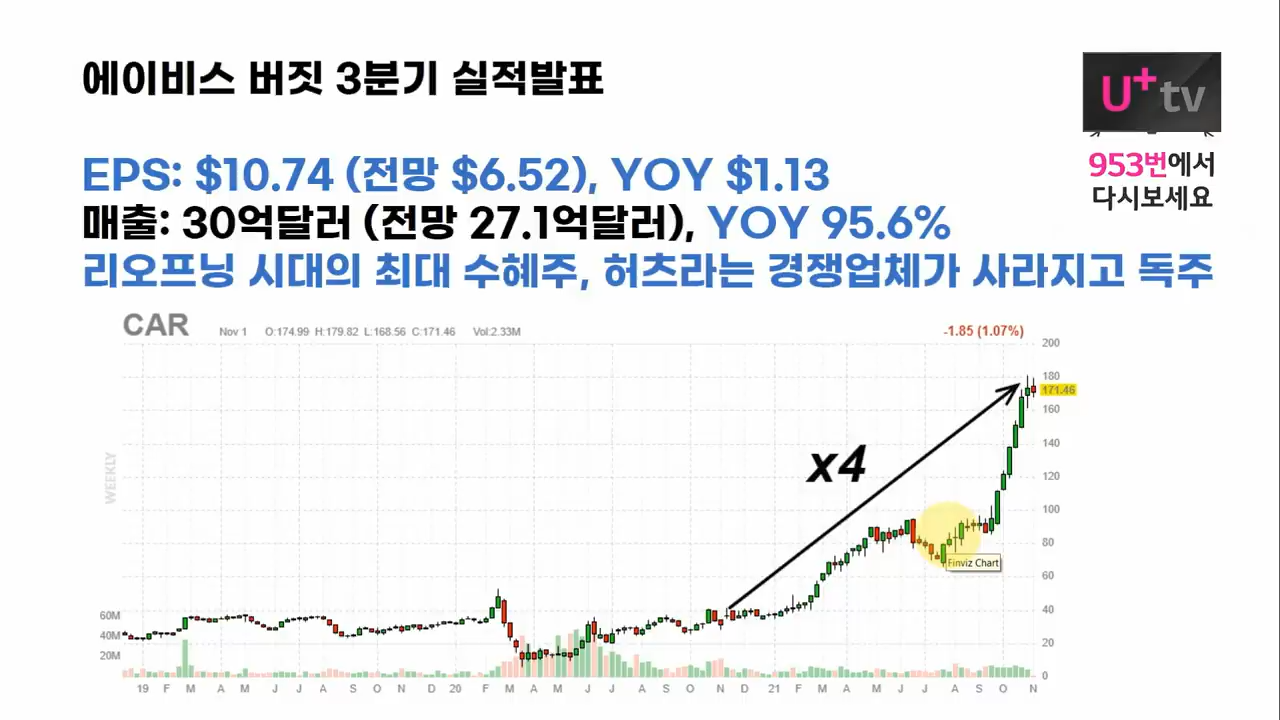 에이비스 버짓 3분기 실적발표
U+tv
953번에서
다시보세요
EPS: $10.74 (전망 $6.52), YOY $1.13
매출: 30억달러 (전망 27.1억달러), YOY 95.6%
리오프닝 시대의 최대 수혜주, 허츠라는 경쟁업체가 사라지고 독주
CAR Nov 1 O:174.99 H:179.82 L:168.56 C:171.46 Vol:2.33M -1.85 (1.07%)
200
180
171.46
160
x4
140
WEEKLY
120
100
80
Finviz Chart
60
60M 40
40M
20M 20
0
19 F M A M J J A S O N D 20 F M A M J J A S O N D 21 F M A M J J A S O N